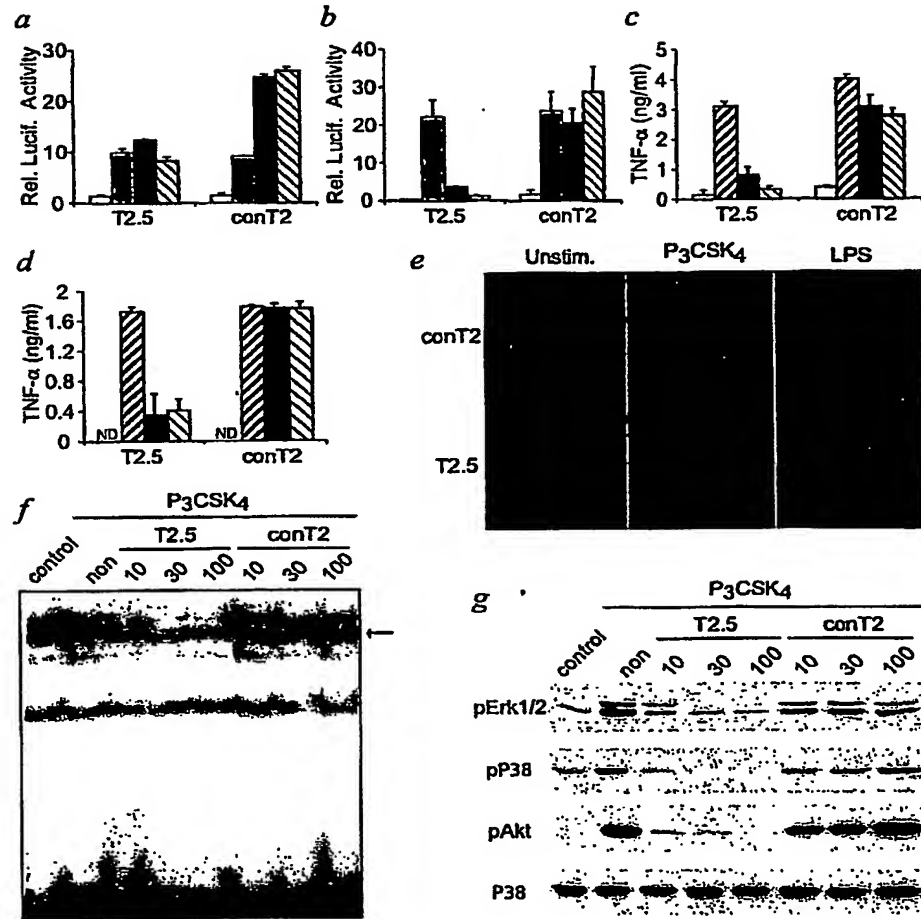 a
Rel. Lucif. Activity
30
20
10
0
T2.5 conT2
b
Rel. Lucif. Activity
40
30
20
10
0
T2.5 conT2
c
TNF-α (ng/ml)
5
4
3
2
1
0
T2.5 conT2
d
TNF-α (ng/ml)
2
1.6
1.2
0.8
0.4
0
ND ND
T2.5 conT2
e
Unstim. P3CSK4 LPS
conT2
T2.5
f
P3CSK4
T2.5 conT2
control non 10 30 100 10 30 100
←
g
P3CSK4
T2.5 conT2
control non 10 30 100 10 30 100
pErk1/2
pP38
pAkt
P38